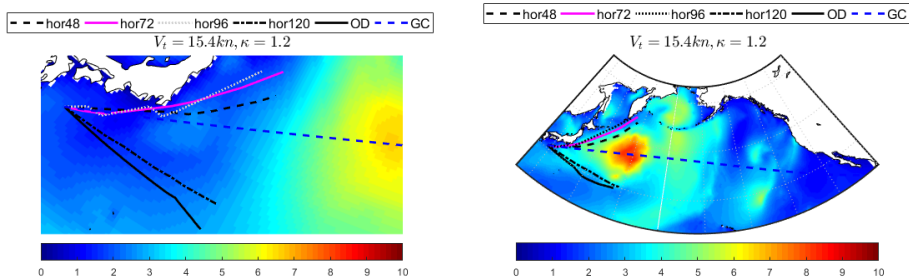 hor48 hor72 hor96 hor120 OD GC
V_t = 15.4kn, κ = 1.2
0 1 2 3 4 5 6 7 8 9 10
hor48 hor72 hor96 hor120 OD GC
V_t = 15.4kn, κ = 1.2
0 1 2 3 4 5 6 7 8 9 10